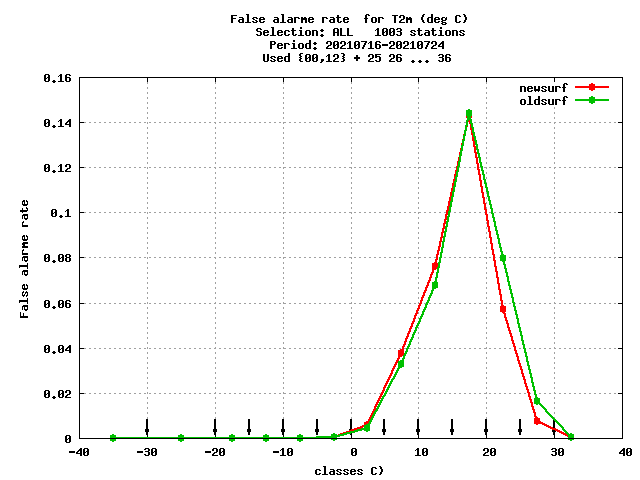 False alarme rate  for T2m (deg C)
Selection: ALL   1003 stations
Period: 20210716-20210724
Used {00,12} + 25 26 ... 36
newsurf
oldsurf
False alarme rate
0.16
0.14
0.12
0.1
0.08
0.06
0.04
0.02
0
-40 -30 -20 -10 0 10 20 30 40
classes C)